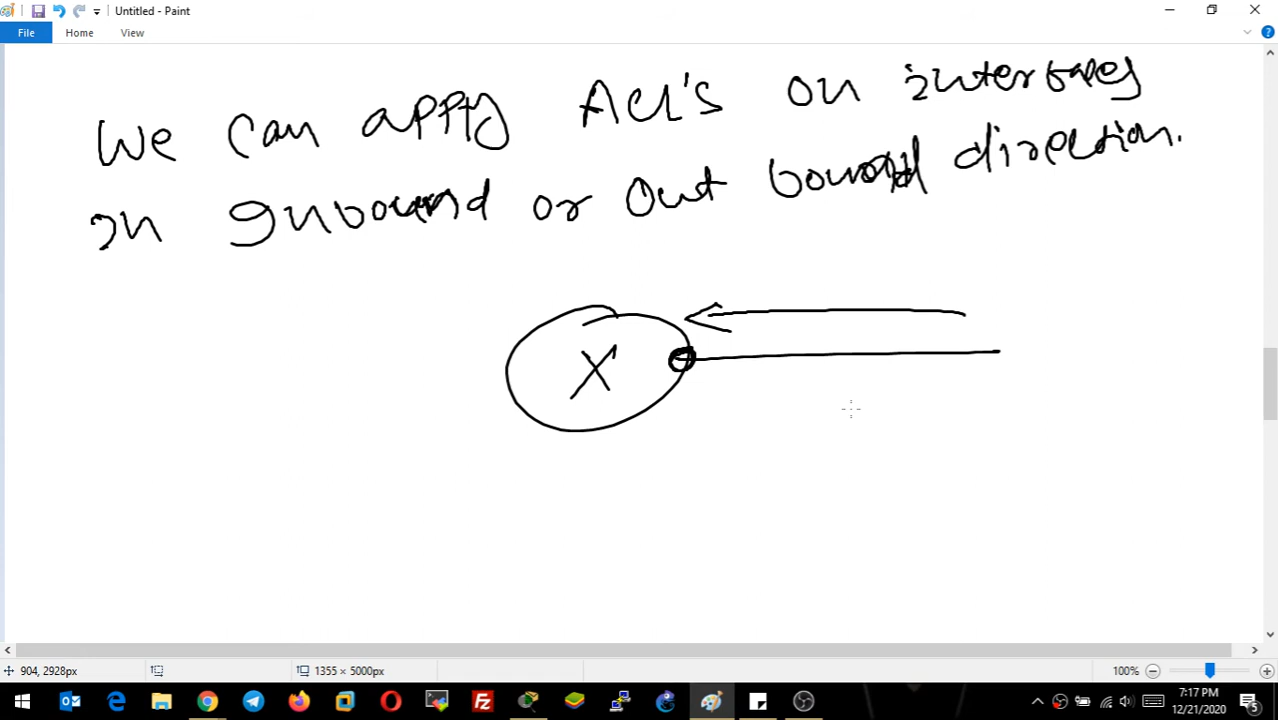 Untitled - Paint
File Home View
We can apply ACL's on interfaces
in Inbound or Out bound direction.
X
904, 2928px 1355 × 5000px 100%
7:17 PM
12/21/2020
5